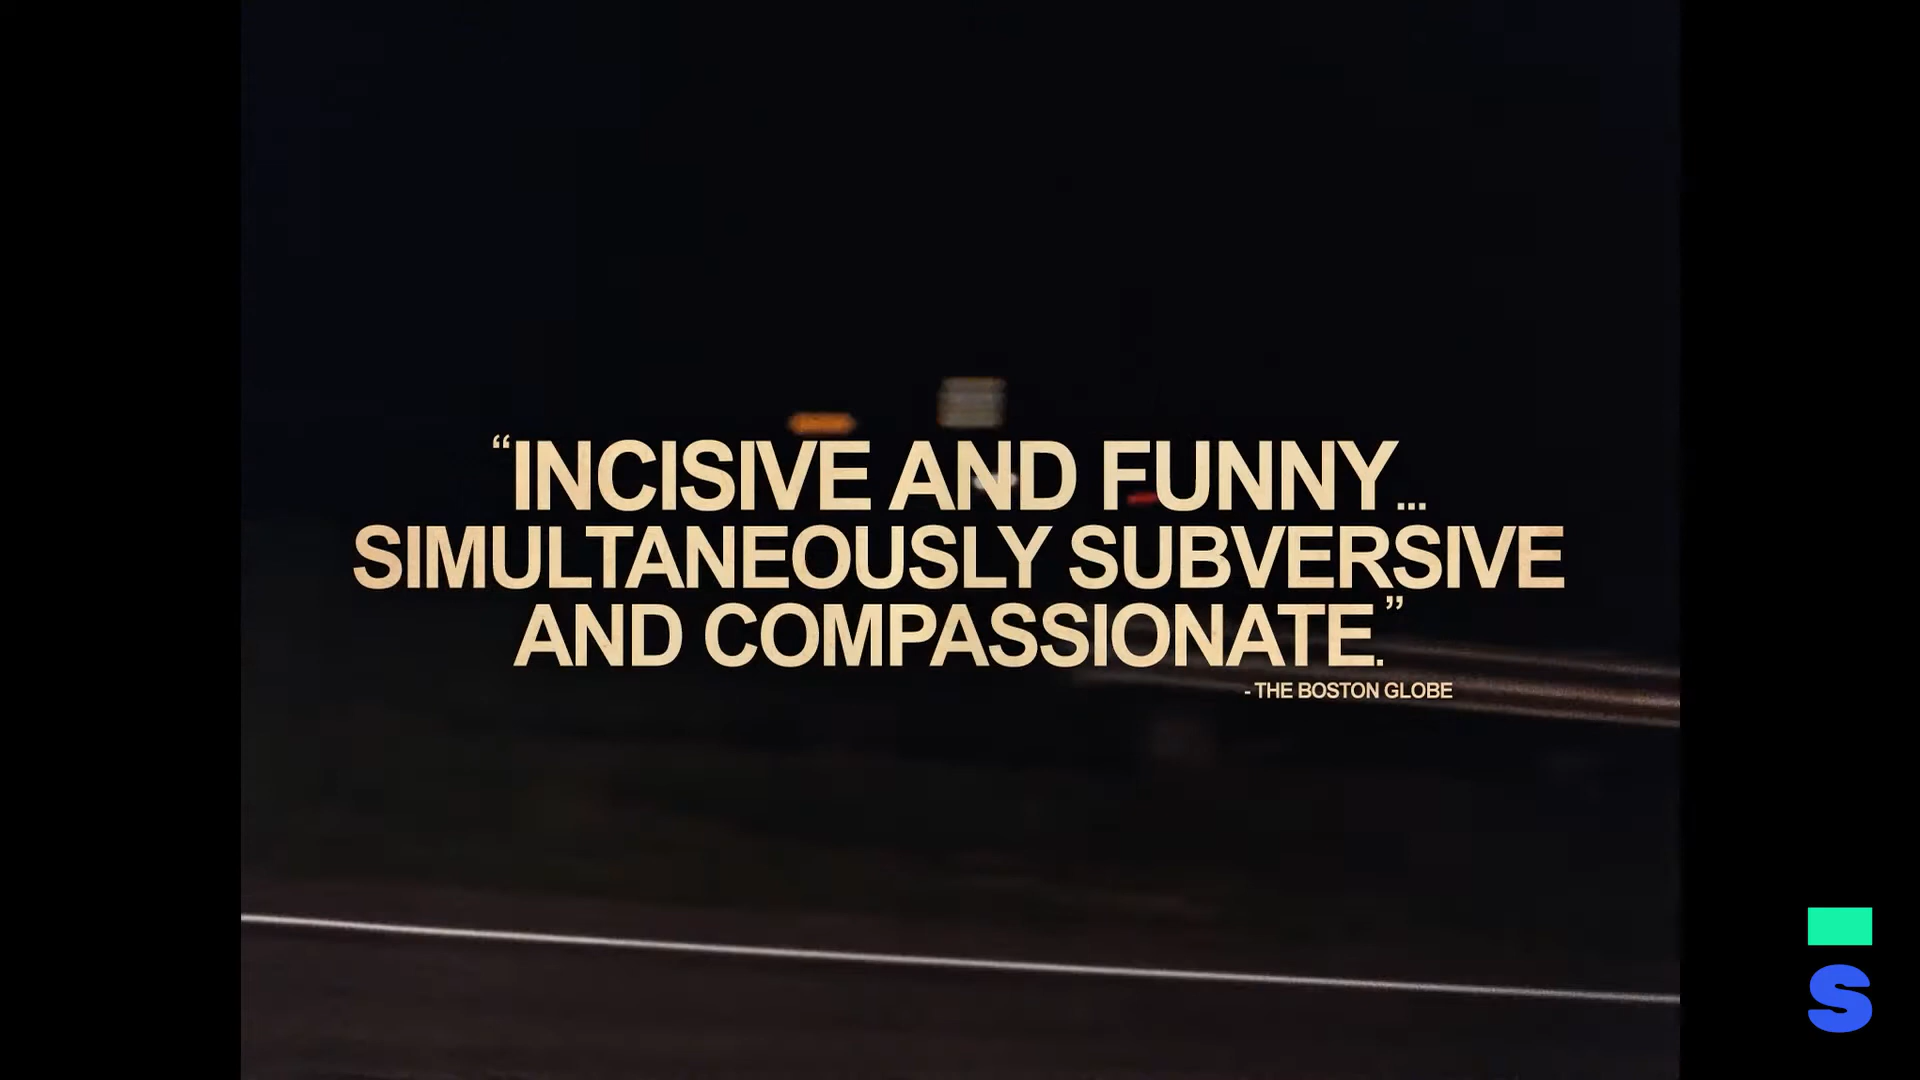 “INCISIVE AND FUNNY...
SIMULTANEOUSLY SUBVERSIVE
AND COMPASSIONATE.”
- THE BOSTON GLOBE
S